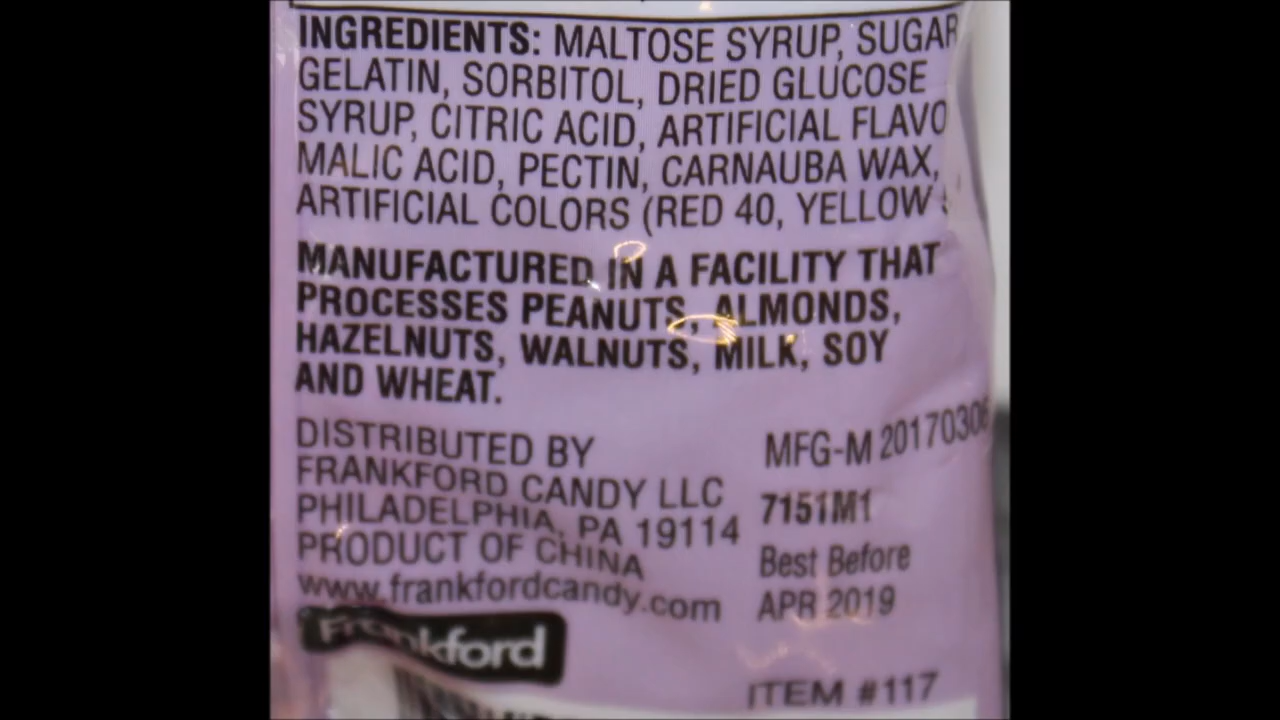 INGREDIENTS: MALTOSE SYRUP, SUGAR
GELATIN, SORBITOL, DRIED GLUCOSE
SYRUP, CITRIC ACID, ARTIFICIAL FLAVO
MALIC ACID, PECTIN, CARNAUBA WAX,
ARTIFICIAL COLORS (RED 40, YELLOW
MANUFACTURED IN A FACILITY THAT
PROCESSES PEANUTS, ALMONDS,
HAZELNUTS, WALNUTS, MILK, SOY
AND WHEAT.
DISTRIBUTED BY
FRANKFORD CANDY LLC
PHILADELPHIA, PA 19114
PRODUCT OF CHINA
www.frankfordcandy.com
Frankford
MFG-M 20170306
7151M1
Best Before
APR 2019
ITEM #117